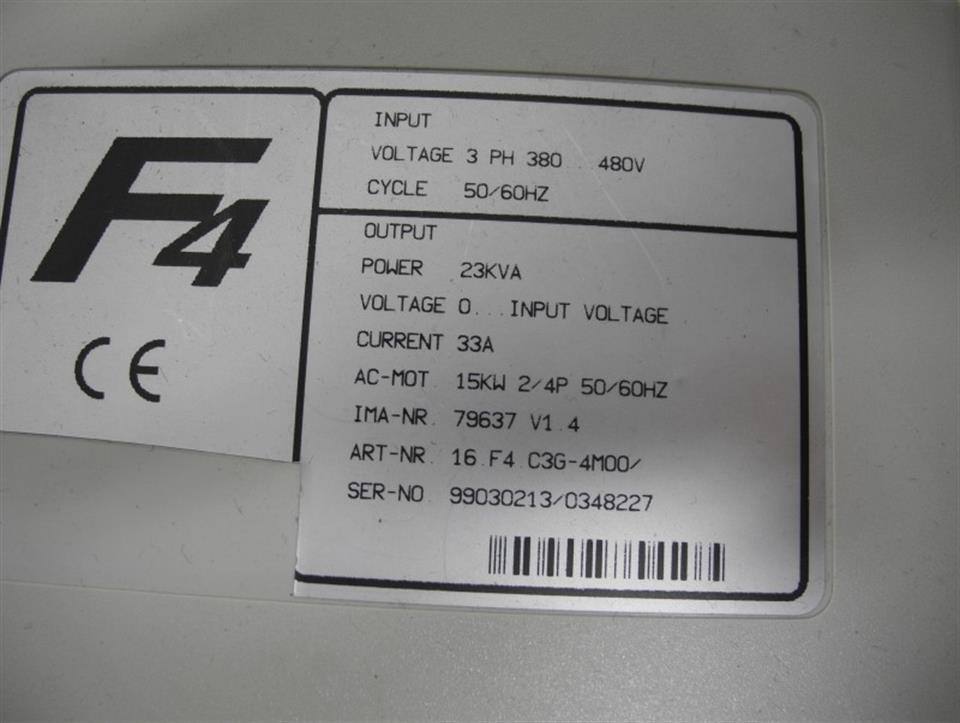 F4
CE
INPUT
VOLTAGE 3 PH 380...480V
CYCLE 50/60HZ
OUTPUT
POWER 23KVA
VOLTAGE 0...INPUT VOLTAGE
CURRENT 33A
AC-MOT. 15KW 2/4P 50/60HZ
IMA-NR. 79637 V1.4
ART-NR. 16.F4.C3G-4M00/
SER-NO. 99030213/0348227